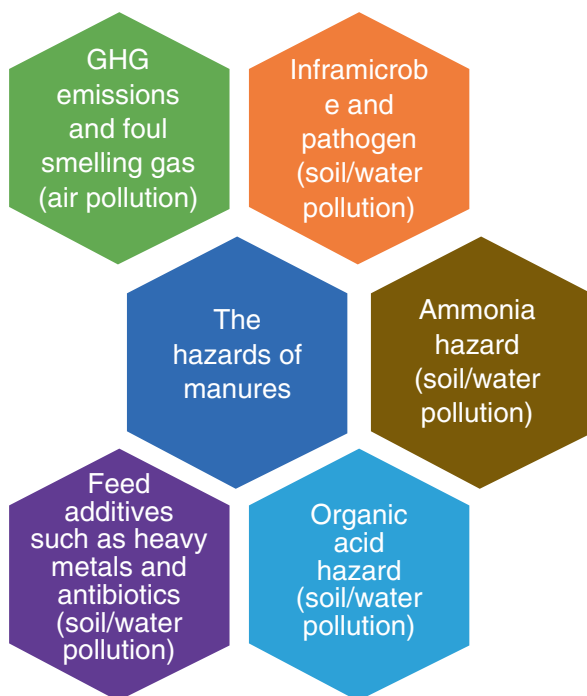 GHG
emissions
and foul
smelling gas
(air pollution)
Inframicrob
e and
pathogen
(soil/water
pollution)
The
hazards of
manures
Ammonia
hazard
(soil/water
pollution)
Feed
additives
such as heavy
metals and
antibiotics
(soil/water
pollution)
Organic
acid
hazard
(soil/water
pollution)